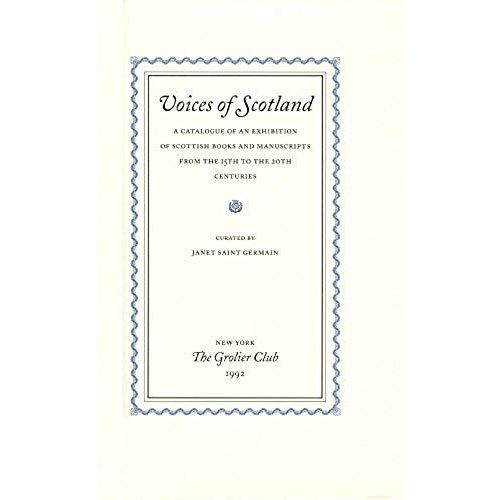 Voices of Scotland
A CATALOGUE OF AN EXHIBITION
OF SCOTTISH BOOKS AND MANUSCRIPTS
FROM THE 15TH TO THE 20TH
CENTURIES
CURATED BY
JANET SAINT GERMAIN
NEW YORK
The Grolier Club
1992